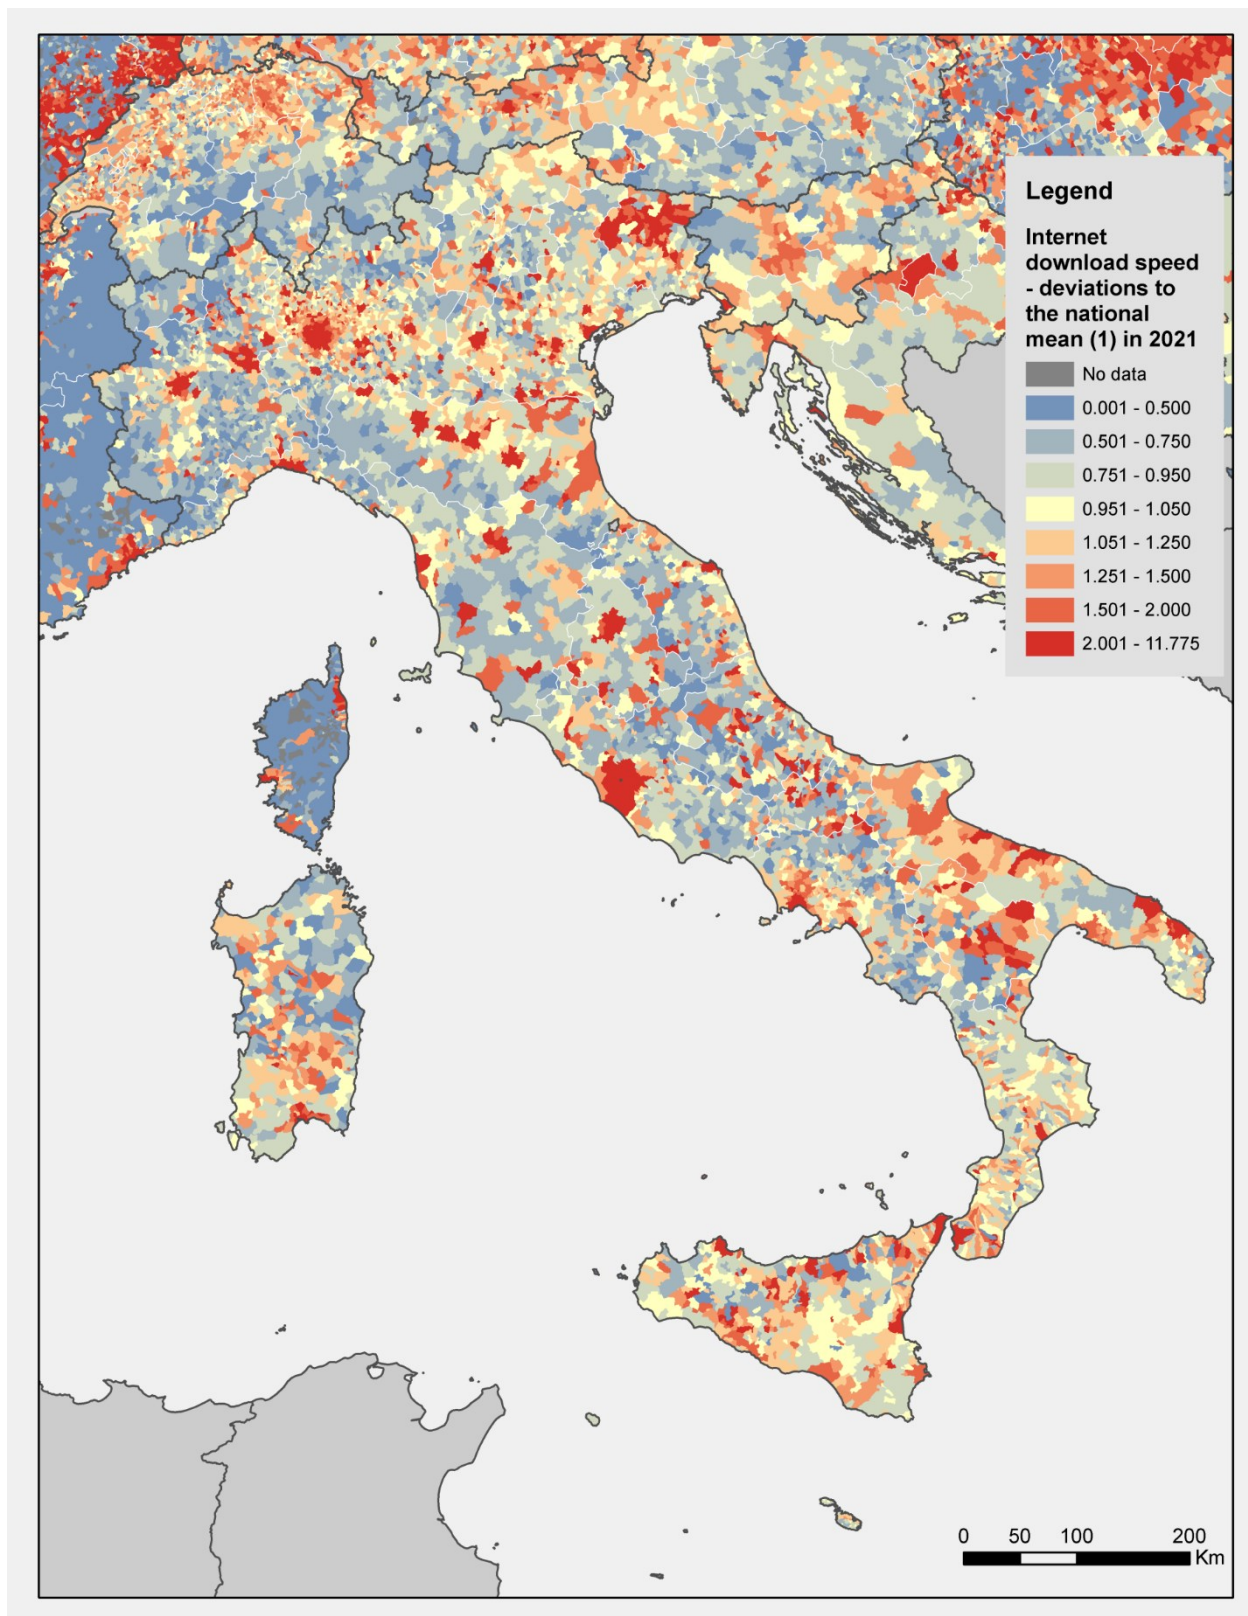 Legend
Internet
download speed
- deviations to
the national
mean (1) in 2021
No data
0.001 - 0.500
0.501 - 0.750
0.751 - 0.950
0.951 - 1.050
1.051 - 1.250
1.251 - 1.500
1.501 - 2.000
2.001 - 11.775
0 50 100 200
Km